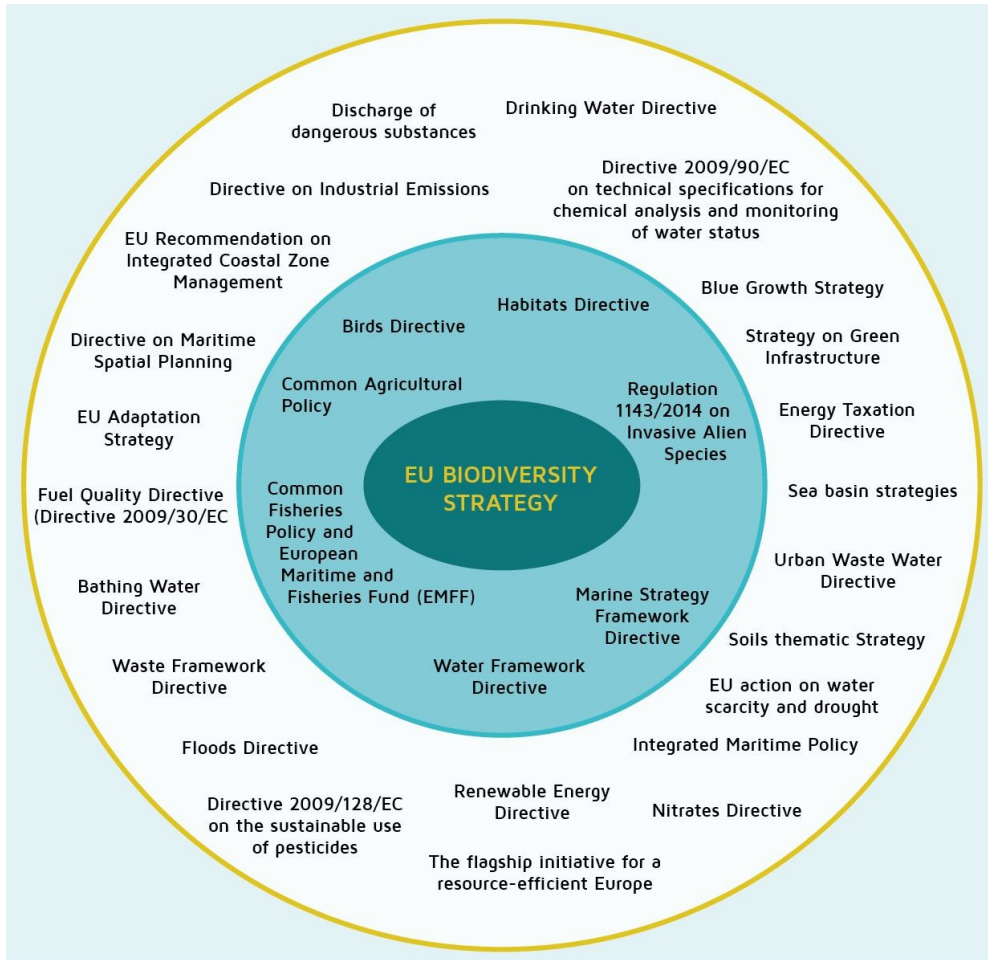 Discharge of
dangerous substances
Drinking Water Directive
Directive on Industrial Emissions
Directive 2009/90/EC
on technical specifications for
chemical analysis and monitoring
of water status
EU Recommendation on
Integrated Coastal Zone
Management
Blue Growth Strategy
Habitats Directive
Birds Directive
Directive on Maritime
Spatial Planning
Strategy on Green
Infrastructure
Common Agricultural
Policy
Regulation
1143/2014 on
Invasive Alien
Species
EU Adaptation
Strategy
Energy Taxation
Directive
EU BIODIVERSITY
STRATEGY
Fuel Quality Directive
(Directive 2009/30/EC
Common
Fisheries
Policy and
European
Maritime and
Fisheries Fund (EMFF)
Sea basin strategies
Urban Waste Water
Directive
Bathing Water
Directive
Marine Strategy
Framework
Directive
Soils thematic Strategy
Waste Framework
Directive
Water Framework
Directive
EU action on water
scarcity and drought
Floods Directive
Integrated Maritime Policy
Directive 2009/128/EC
on the sustainable use
of pesticides
Renewable Energy
Directive
Nitrates Directive
The flagship initiative for a
resource-efficient Europe